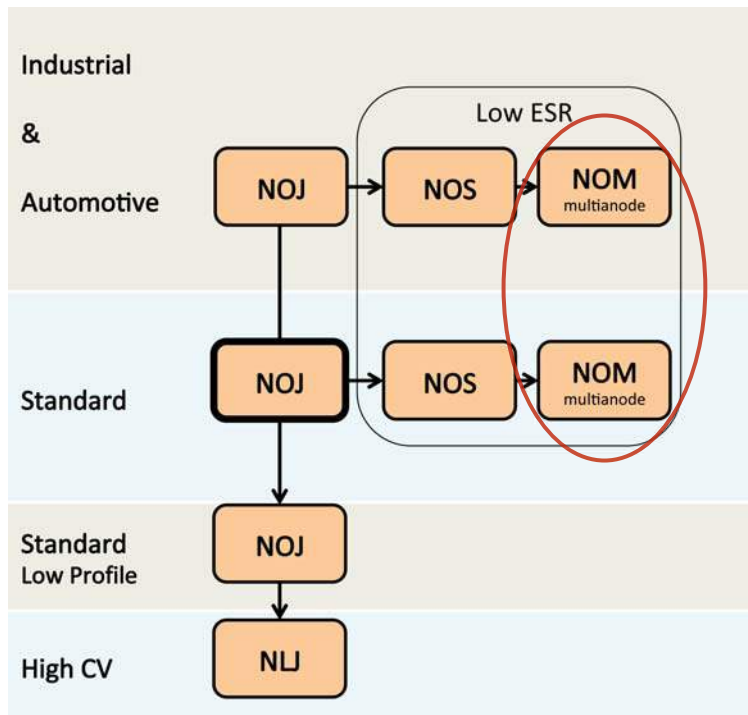 Industrial
&
Automotive
Low ESR
NOJ
NOS
NOM
multianode
Standard
NOJ
NOS
NOM
multianode
Standard
Low Profile
NOJ
High CV
NLJ